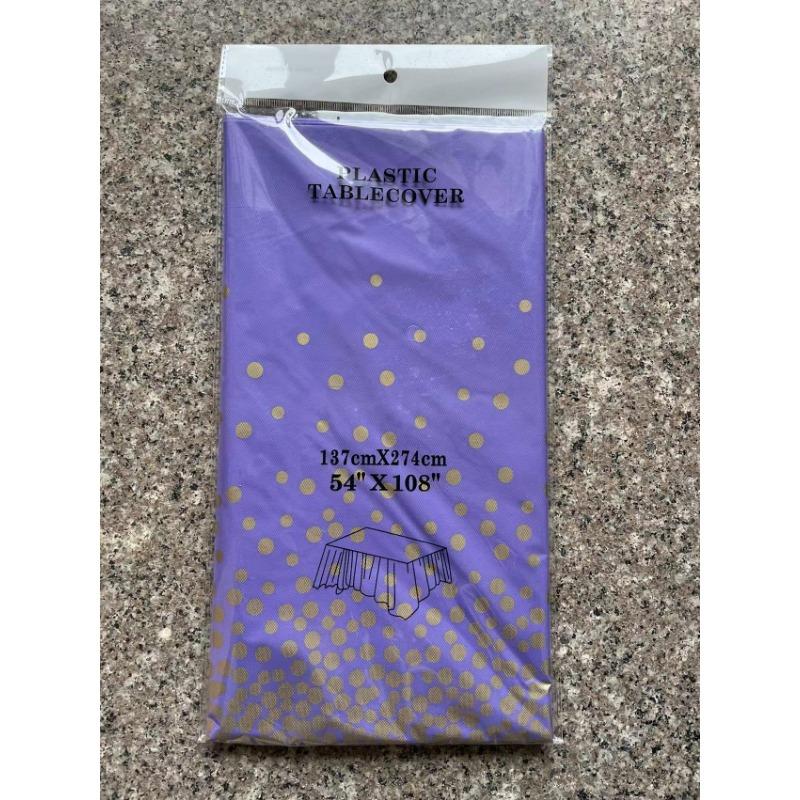 PLASTIC
TABLECOVER
137cmX274cm
54" X 108"